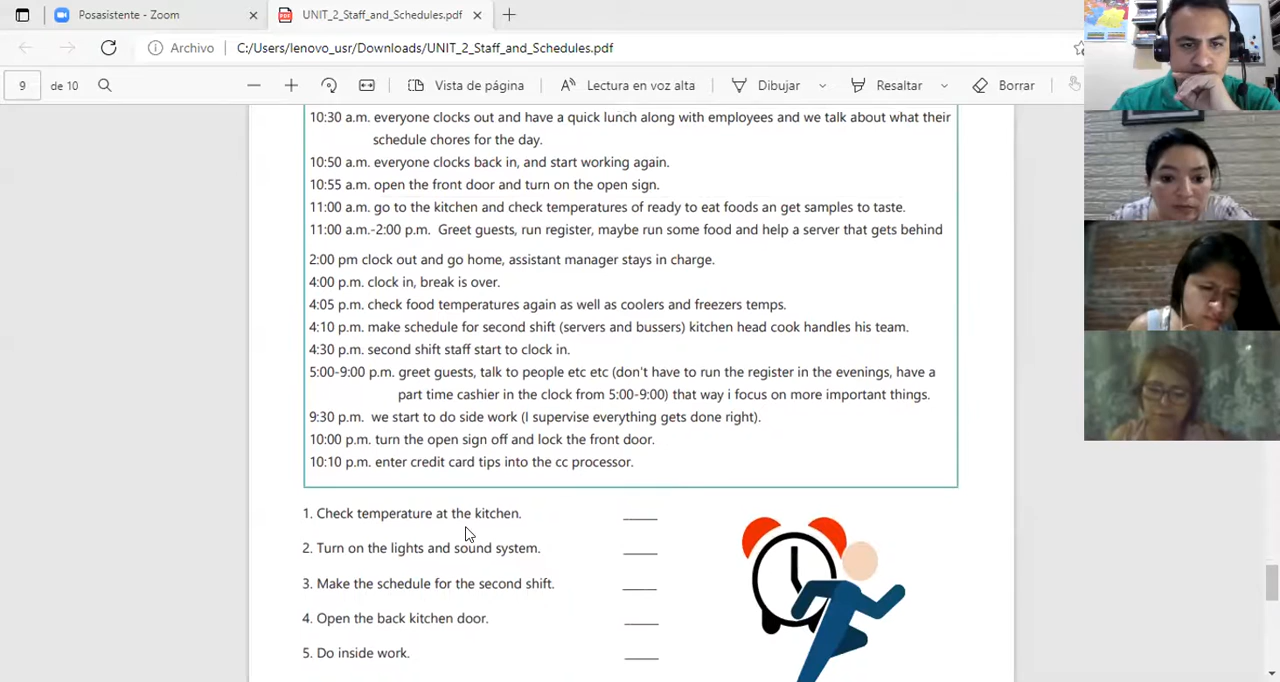 Posasistente - Zoom
UNIT_2_Staff_and_Schedules.pdf
Archivo
C:/Users/lenovo_usr/Downloads/UNIT_2_Staff_and_Schedules.pdf
9 de 10
Vista de página
Lectura en voz alta
Dibujar
Resaltar
Borrar
10:30 a.m. everyone clocks out and have a quick lunch along with employees and we talk about what their
schedule chores for the day.
10:50 a.m. everyone clocks back in, and start working again.
10:55 a.m. open the front door and turn on the open sign.
11:00 a.m. go to the kitchen and check temperatures of ready to eat foods an get samples to taste.
11:00 a.m.-2:00 p.m. Greet guests, run register, maybe run some food and help a server that gets behind
2:00 pm clock out and go home, assistant manager stays in charge.
4:00 p.m. clock in, break is over.
4:05 p.m. check food temperatures again as well as coolers and freezers temps.
4:10 p.m. make schedule for second shift (servers and bussers) kitchen head cook handles his team.
4:30 p.m. second shift staff start to clock in.
5:00-9:00 p.m. greet guests, talk to people etc etc (don't have to run the register in the evenings, have a
part time cashier in the clock from 5:00-9:00) that way i focus on more important things.
9:30 p.m. we start to do side work (I supervise everything gets done right).
10:00 p.m. turn the open sign off and lock the front door.
10:10 p.m. enter credit card tips into the cc processor.
1. Check temperature at the kitchen.
2. Turn on the lights and sound system.
3. Make the schedule for the second shift.
4. Open the back kitchen door.
5. Do inside work.